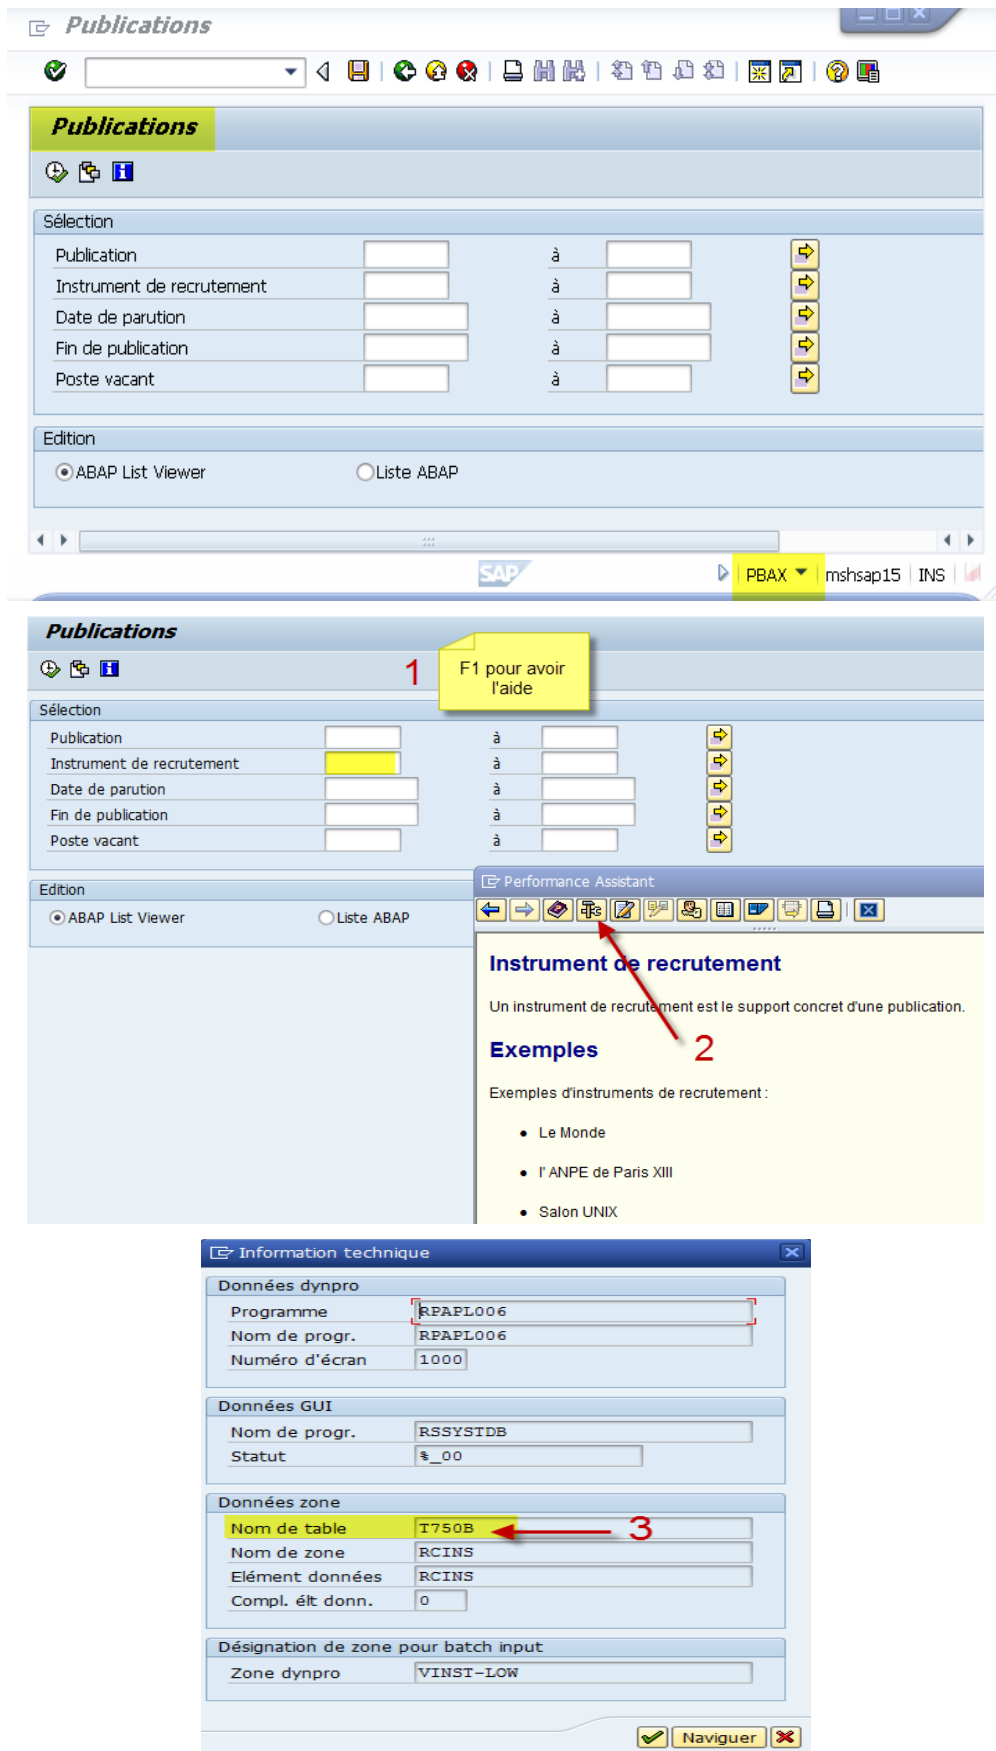 Publications
Publications
Sélection
Publication à
Instrument de recrutement à
Date de parution à
Fin de publication à
Poste vacant à
Edition
ABAP List Viewer Liste ABAP
SAP PBAX mshsap15 INS
Publications
1 F1 pour avoir
l'aide
Sélection
Publication à
Instrument de recrutement à
Date de parution à
Fin de publication à
Poste vacant à
Edition
ABAP List Viewer Liste ABAP
Performance Assistant
Instrument de recrutement
Un instrument de recrutement est le support concret d'une publication.
2
Exemples
Exemples d'instruments de recrutement :
• Le Monde
• l' ANPE de Paris XIII
• Salon UNIX
Information technique
Données dynpro
Programme RPAPL006
Nom de progr. RPAPL006
Numéro d'écran 1000
Données GUI
Nom de progr. RSSYSTDB
Statut %_00
Données zone
Nom de table T750B 3
Nom de zone RCINS
Elément données RCINS
Compl. élt donn. 0
Désignation de zone pour batch input
Zone dynpro VINST-LOW
Naviguer